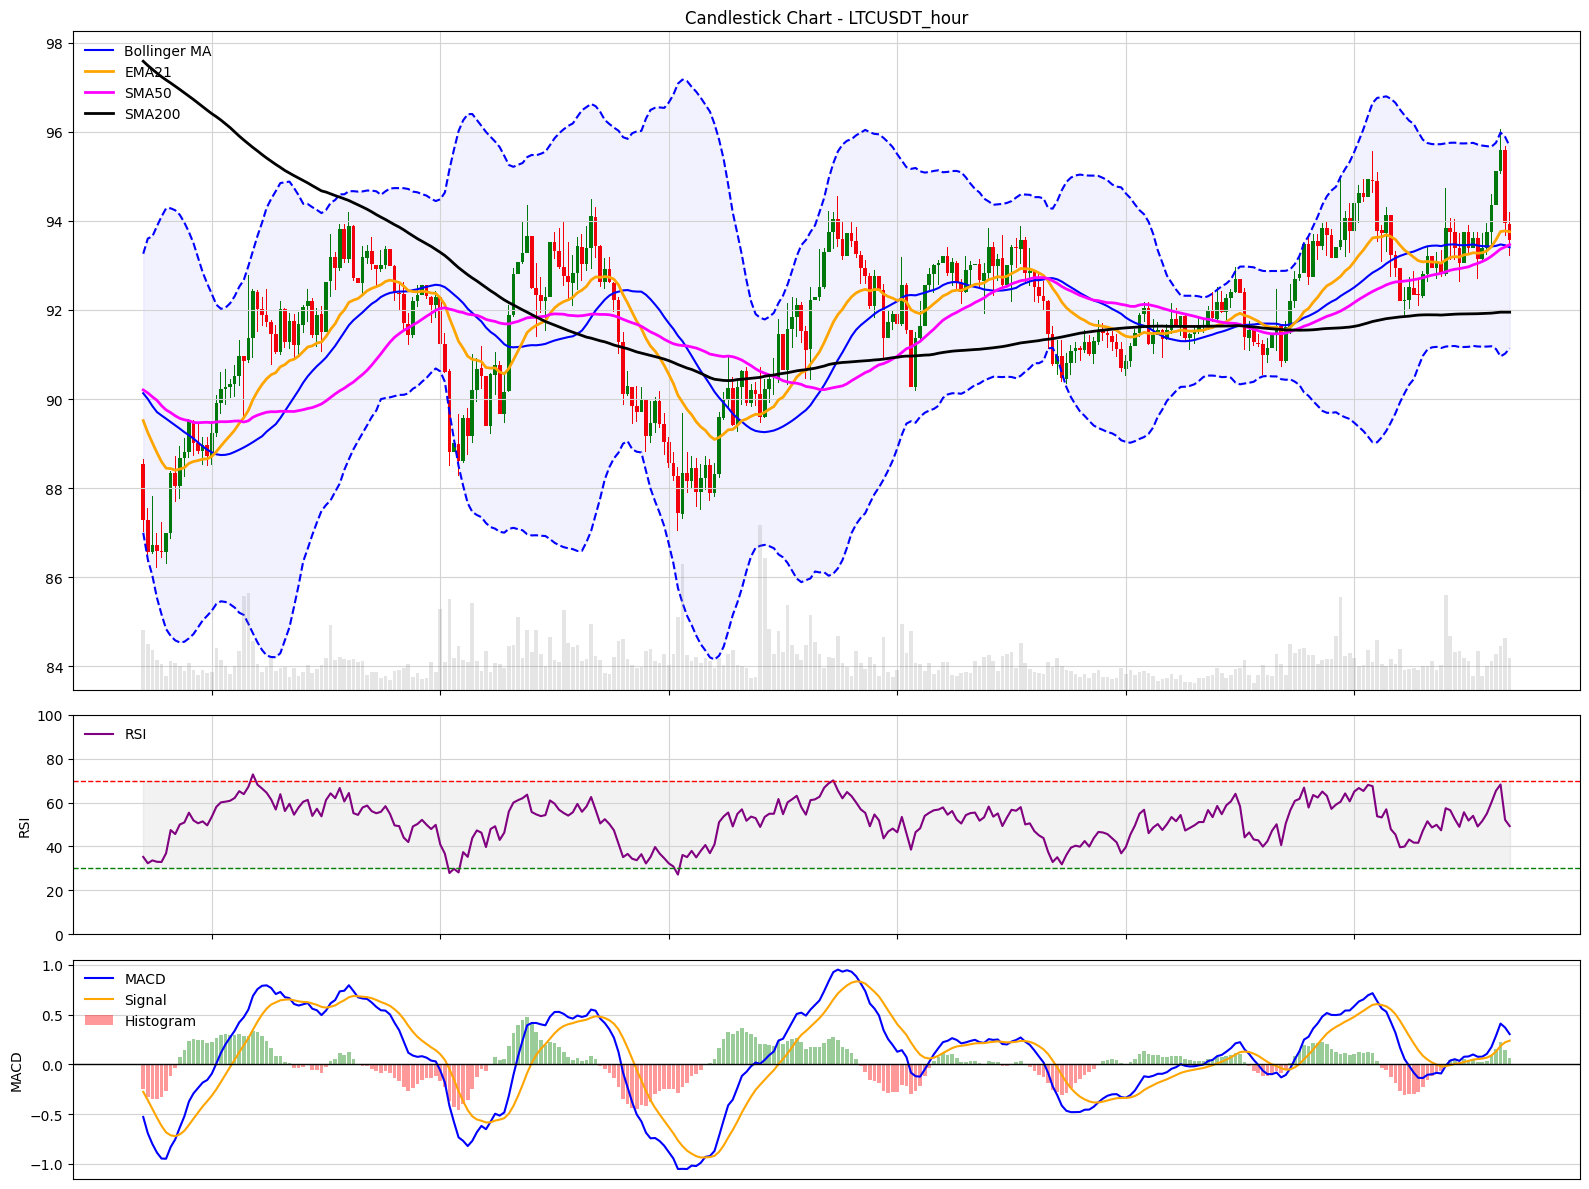 Candlestick Chart - LTCUSDT_hour
98
96
94
92
90
88
86
84
Bollinger MA
EMA21
SMA50
SMA200
100
80
60
40
20
0
RSI
RSI
1.0
0.5
0.0
−0.5
−1.0
MACD
MACD
Signal
Histogram